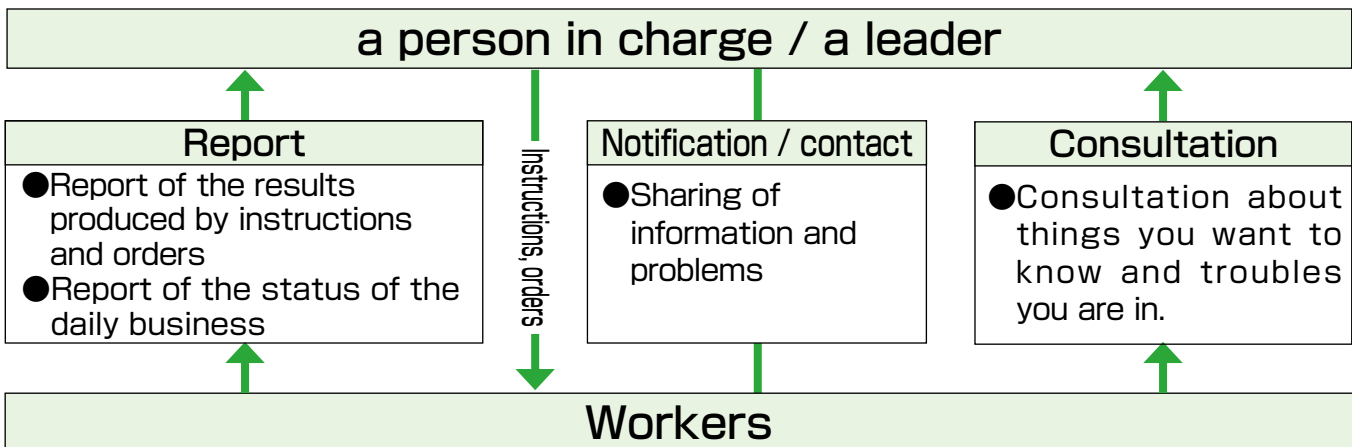 a person in charge / a leader
Report
●Report of the results
produced by instructions
and orders
●Report of the status of the
daily business
Instructions, orders
Notification / contact
●Sharing of
information and
problems
Consultation
●Consultation about
things you want to
know and troubles
you are in.
Workers